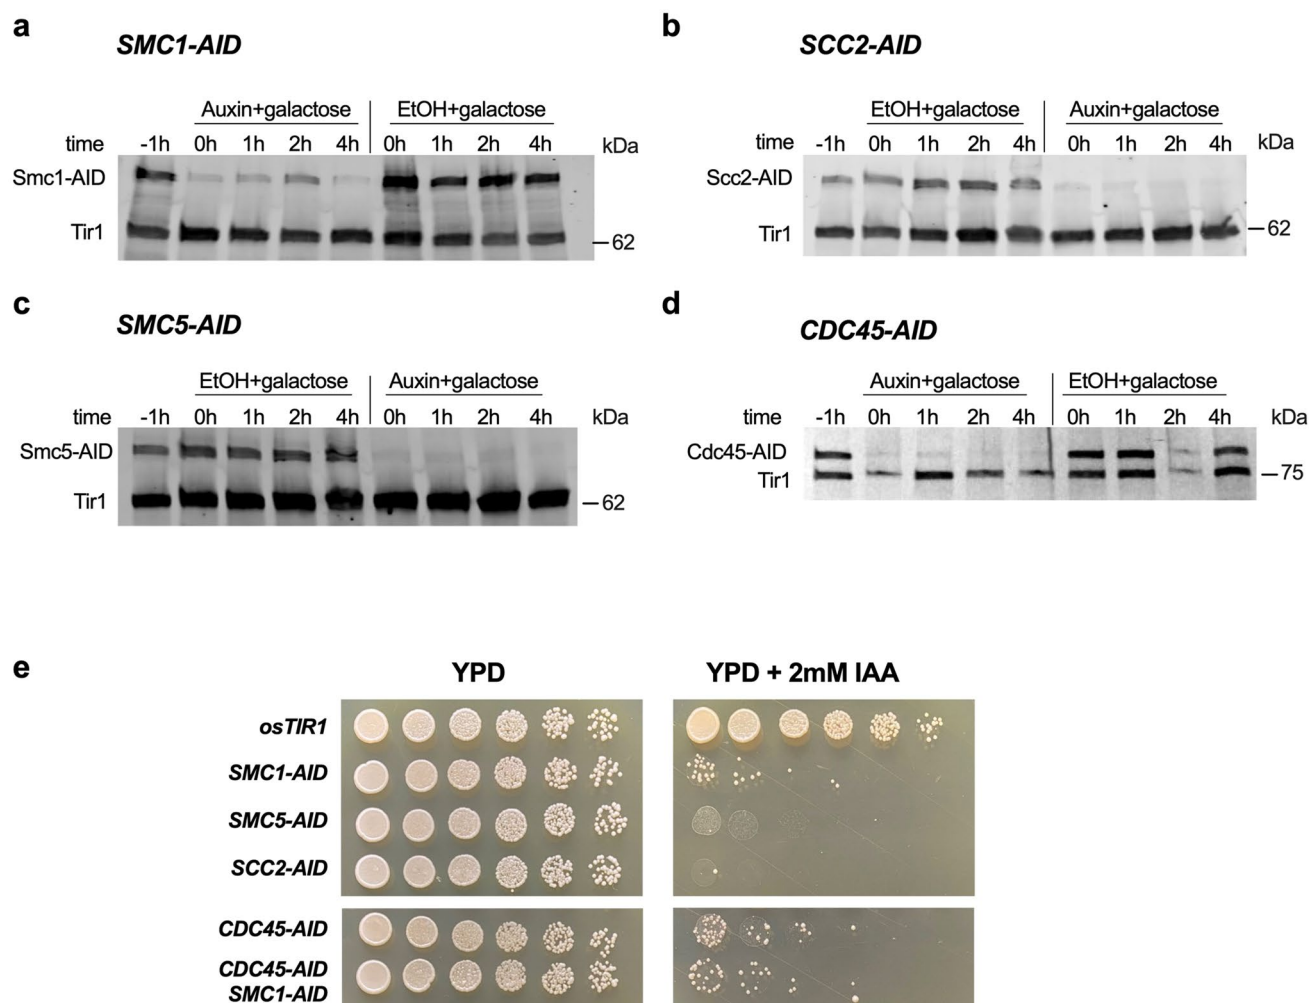 a
SMC1-AID
Auxin+galactose EtOH+galactose
time -1h 0h 1h 2h 4h 0h 1h 2h 4h kDa
Smc1-AID
Tir1
62
b
SCC2-AID
EtOH+galactose Auxin+galactose
time -1h 0h 1h 2h 4h 0h 1h 2h 4h kDa
Scc2-AID
Tir1
62
c
SMC5-AID
EtOH+galactose Auxin+galactose
time -1h 0h 1h 2h 4h 0h 1h 2h 4h kDa
Smc5-AID
Tir1
62
d
CDC45-AID
Auxin+galactose EtOH+galactose
time -1h 0h 1h 2h 4h 0h 1h 2h 4h kDa
Cdc45-AID
Tir1
75
e
YPD YPD + 2mM IAA
osTIR1
SMC1-AID
SMC5-AID
SCC2-AID
CDC45-AID
CDC45-AID
SMC1-AID